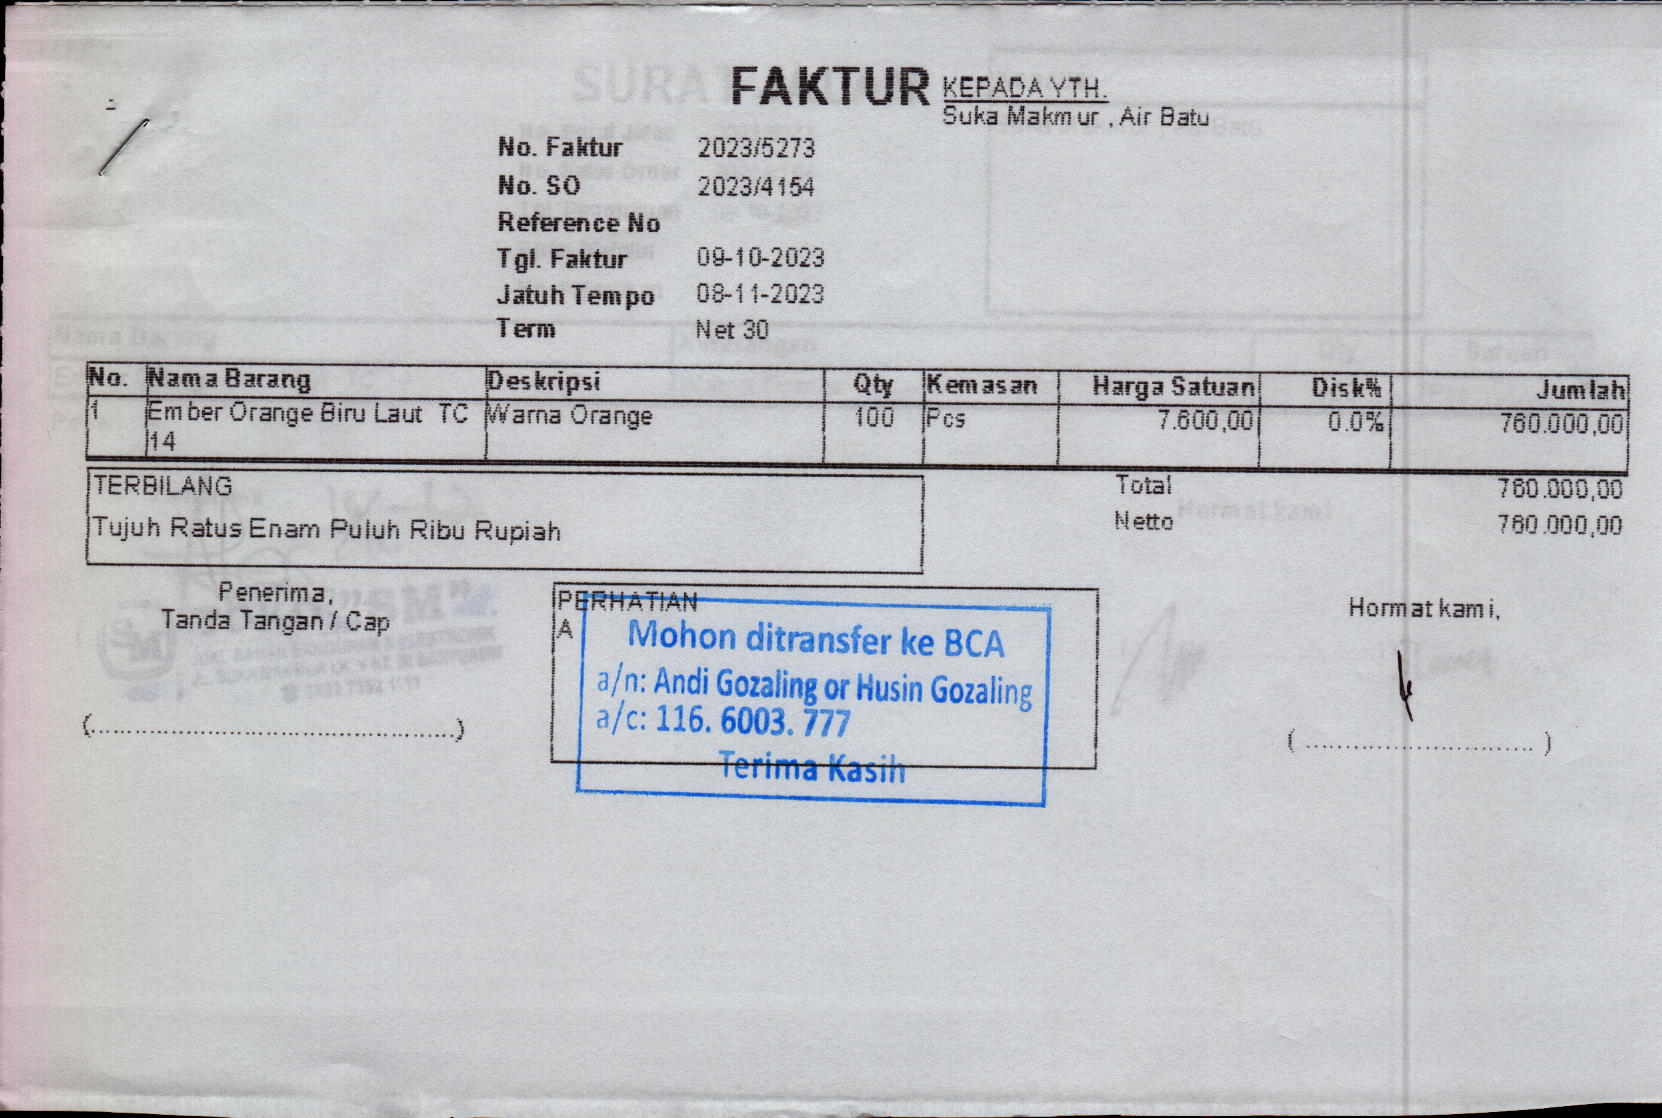 FAKTUR
KEPADA YTH.
Suka Makmur , Air Batu
No. Faktur 2023/5273
No. SO 2023/4154
Reference No
Tgl. Faktur 09-10-2023
Jatuh Tempo 08-11-2023
Term Net 30
No. Nama Barang Deskripsi Qty Kemasan Harga Satuan Disk% Jumlah
1 Ember Orange Biru Laut TC Warna Orange 100 Pcs 7.600,00 0.0% 760.000,00
14
TERBILANG
Tujuh Ratus Enam Puluh Ribu Rupiah
Total 760.000,00
Netto 760.000,00
Penerima,
Tanda Tangan / Cap
(................................................)
PERHATIAN
A
Mohon ditransfer ke BCA
a/n: Andi Gozaling or Husin Gozaling
a/c: 116. 6003. 777
Terima Kasih
Hormat kami,
( ............................. )